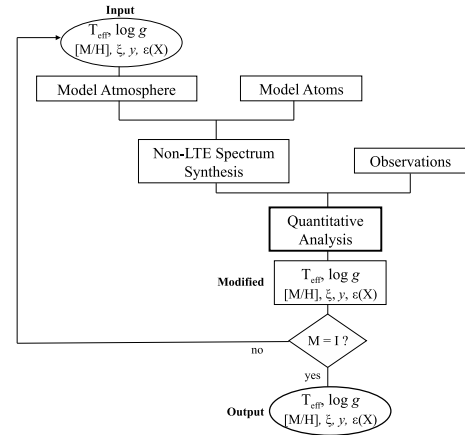 Input
T_eff, log g
[M/H], ξ, y, ε(X)
Model Atmosphere
Model Atoms
Non-LTE Spectrum
Synthesis
Observations
Quantitative
Analysis
Modified
T_eff, log g
[M/H], ξ, y, ε(X)
M = I ?
no
yes
T_eff, log g
[M/H], ξ, y, ε(X)
Output